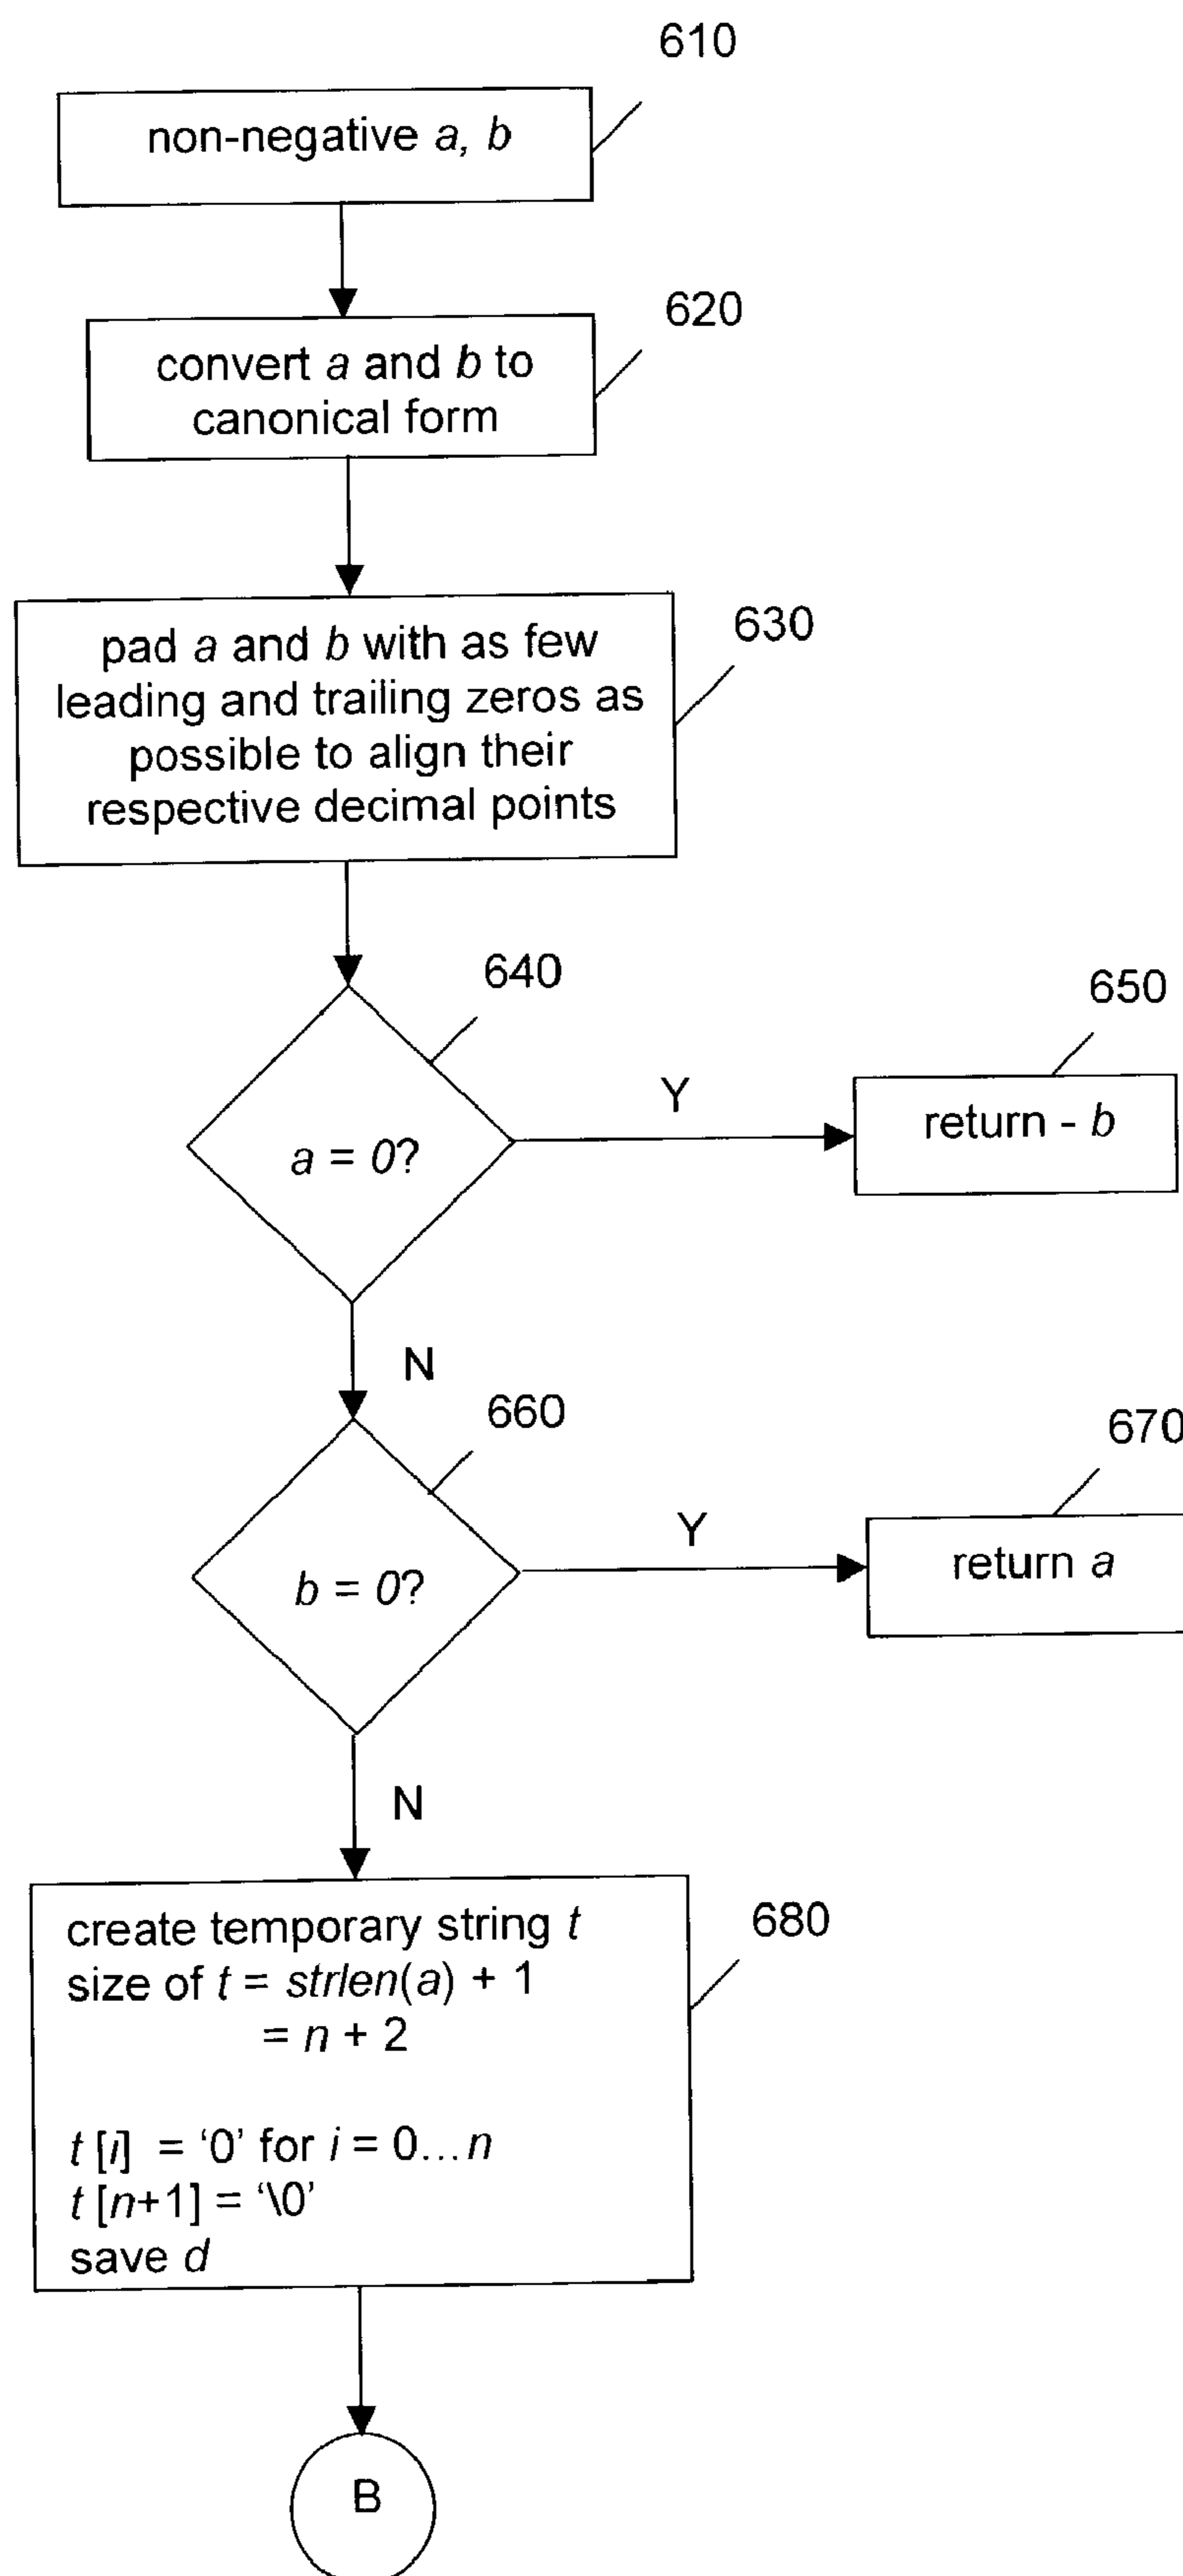 610
non-negative a, b
620
convert a and b to
canonical form
630
pad a and b with as few
leading and trailing zeros as
possible to align their
respective decimal points
640
a = 0?
Y
650
return - b
N
660
b = 0?
Y
670
return a
N
680
create temporary string t
size of t = strlen(a) + 1
= n + 2
t [i] = ‘0’ for i = 0...n
t [n+1] = ‘\0’
save d
B